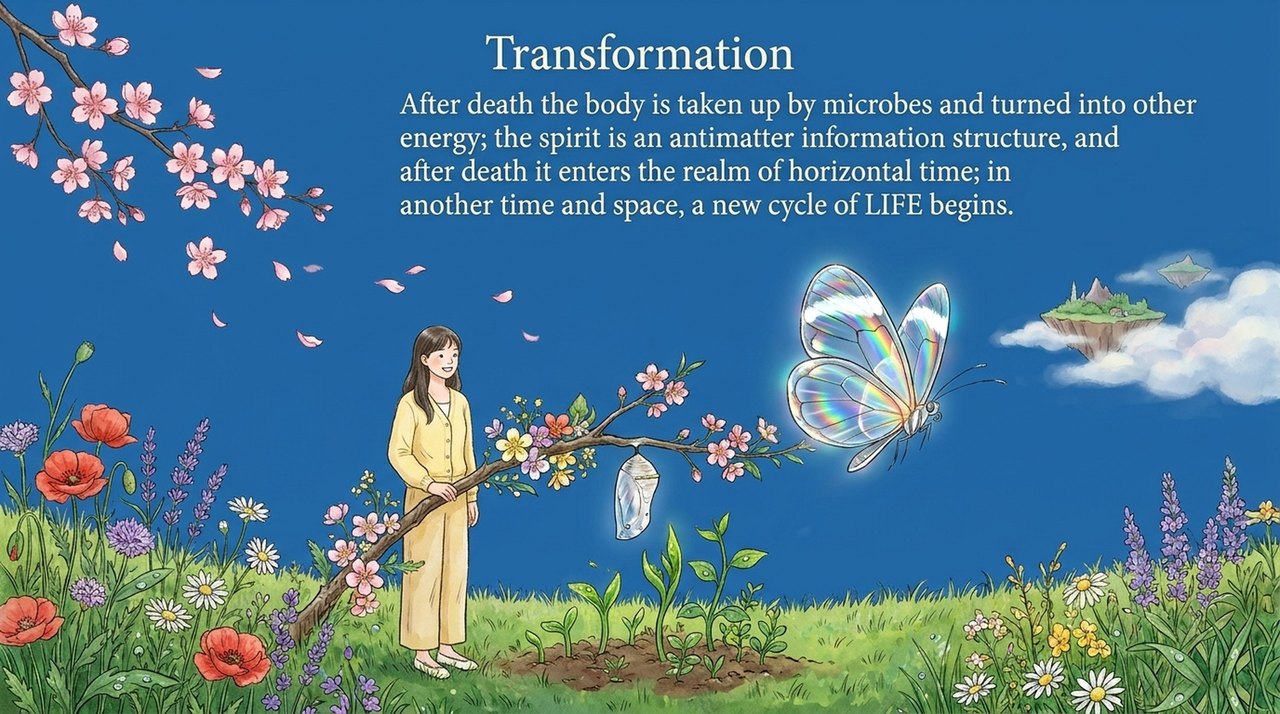 Transformation
After death the body is taken up by microbes and turned into other
energy; the spirit is an antimatter information structure, and
after death it enters the realm of horizontal time; in
another time and space, a new cycle of LIFE begins.